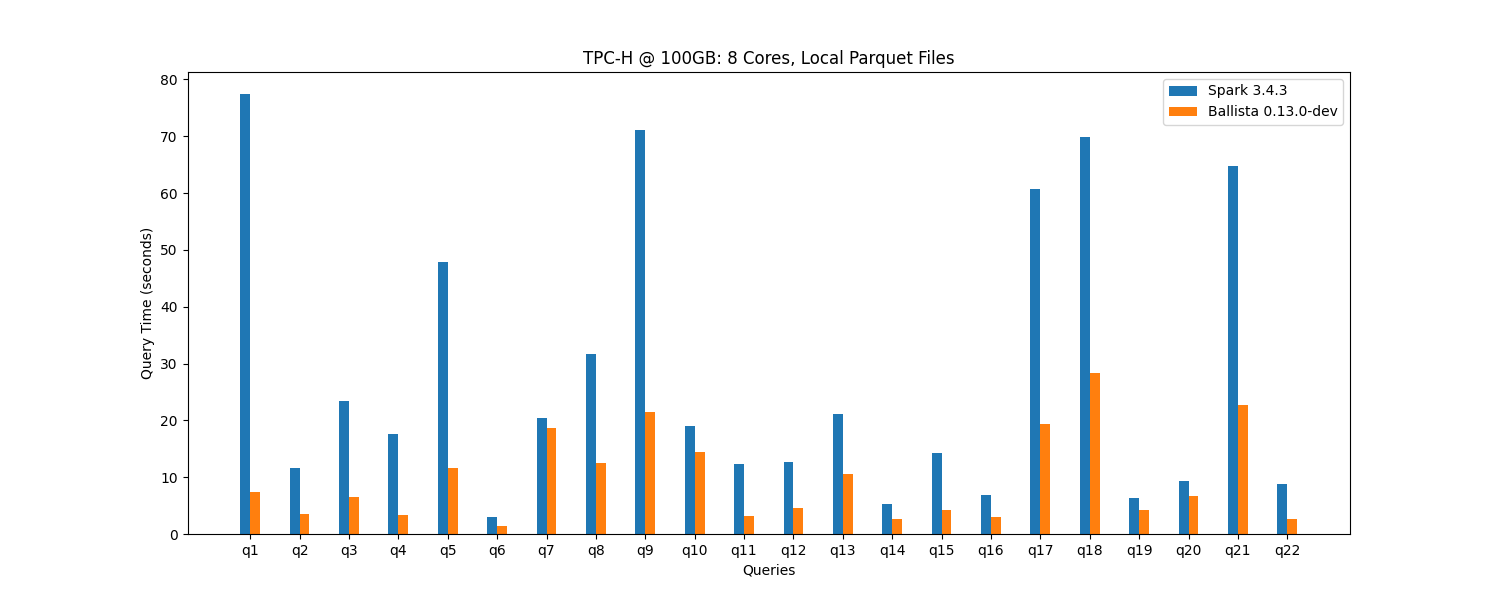 TPC-H @ 100GB: 8 Cores, Local Parquet Files
Spark 3.4.3
Ballista 0.13.0-dev
Query Time (seconds)
80
70
60
50
40
30
20
10
0
q1 q2 q3 q4 q5 q6 q7 q8 q9 q10 q11 q12 q13 q14 q15 q16 q17 q18 q19 q20 q21 q22
Queries